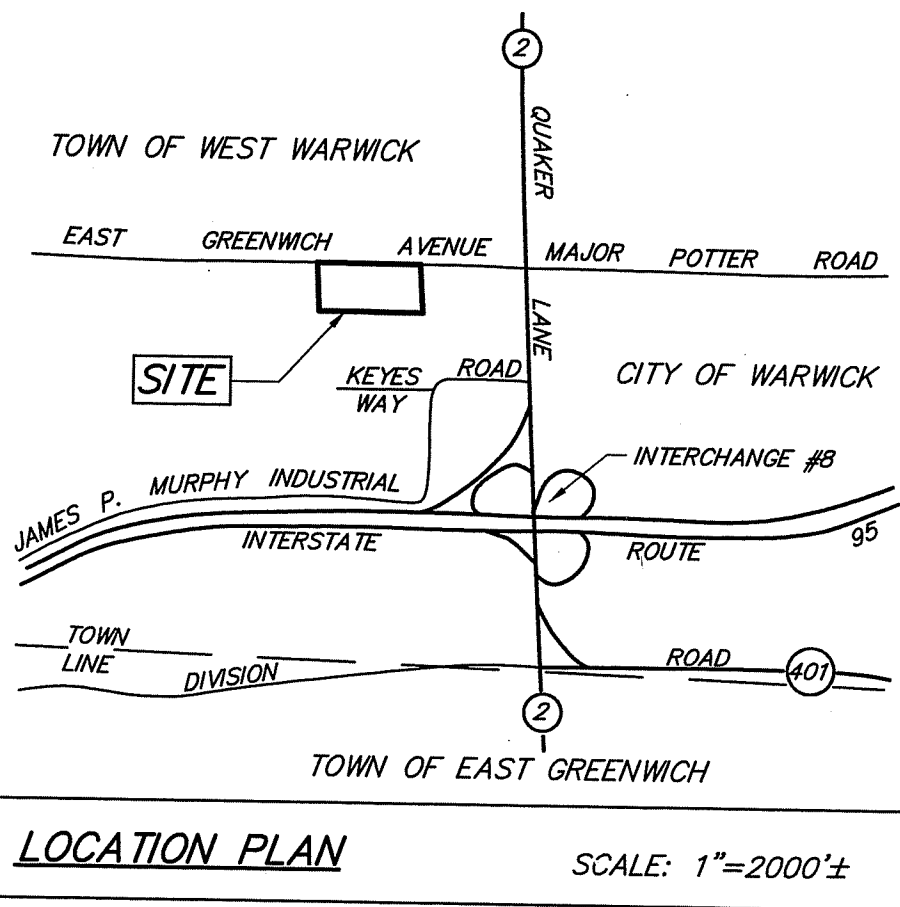 2
QUAKER
TOWN OF WEST WARWICK
EAST GREENWICH AVENUE MAJOR POTTER ROAD
LANE
SITE
KEYES ROAD
WAY
CITY OF WARWICK
INTERCHANGE #8
JAMES P. MURPHY INDUSTRIAL
INTERSTATE ROUTE 95
TOWN
LINE
DIVISION ROAD
401
2
TOWN OF EAST GREENWICH
LOCATION PLAN
SCALE: 1"=2000'±